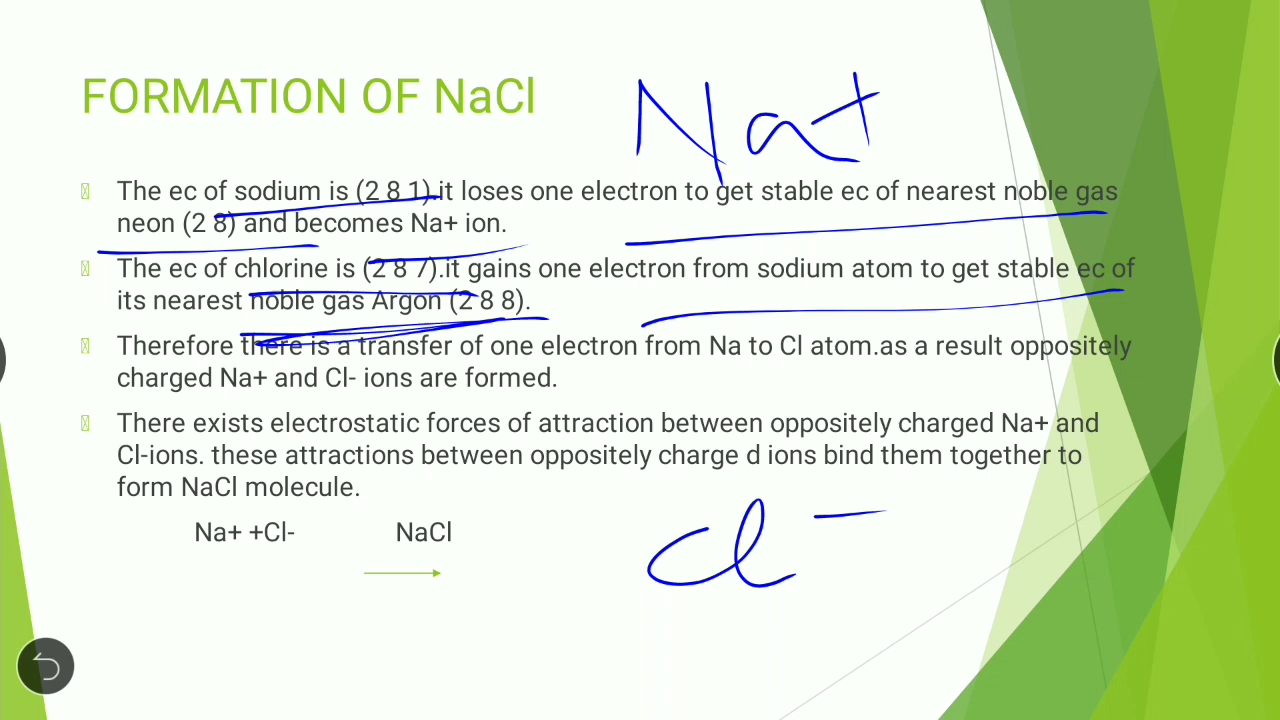 FORMATION OF NaCl
Na+
The ec of sodium is (2 8 1).it loses one electron to get stable ec of nearest noble gas
neon (2 8) and becomes Na+ ion.
The ec of chlorine is (2 8 7).it gains one electron from sodium atom to get stable ec of
its nearest noble gas Argon (2 8 8).
Therefore there is a transfer of one electron from Na to Cl atom.as a result oppositely
charged Na+ and Cl- ions are formed.
There exists electrostatic forces of attraction between oppositely charged Na+ and
Cl-ions. these attractions between oppositely charge d ions bind them together to
form NaCl molecule.
Na+ +Cl- NaCl
Cl -